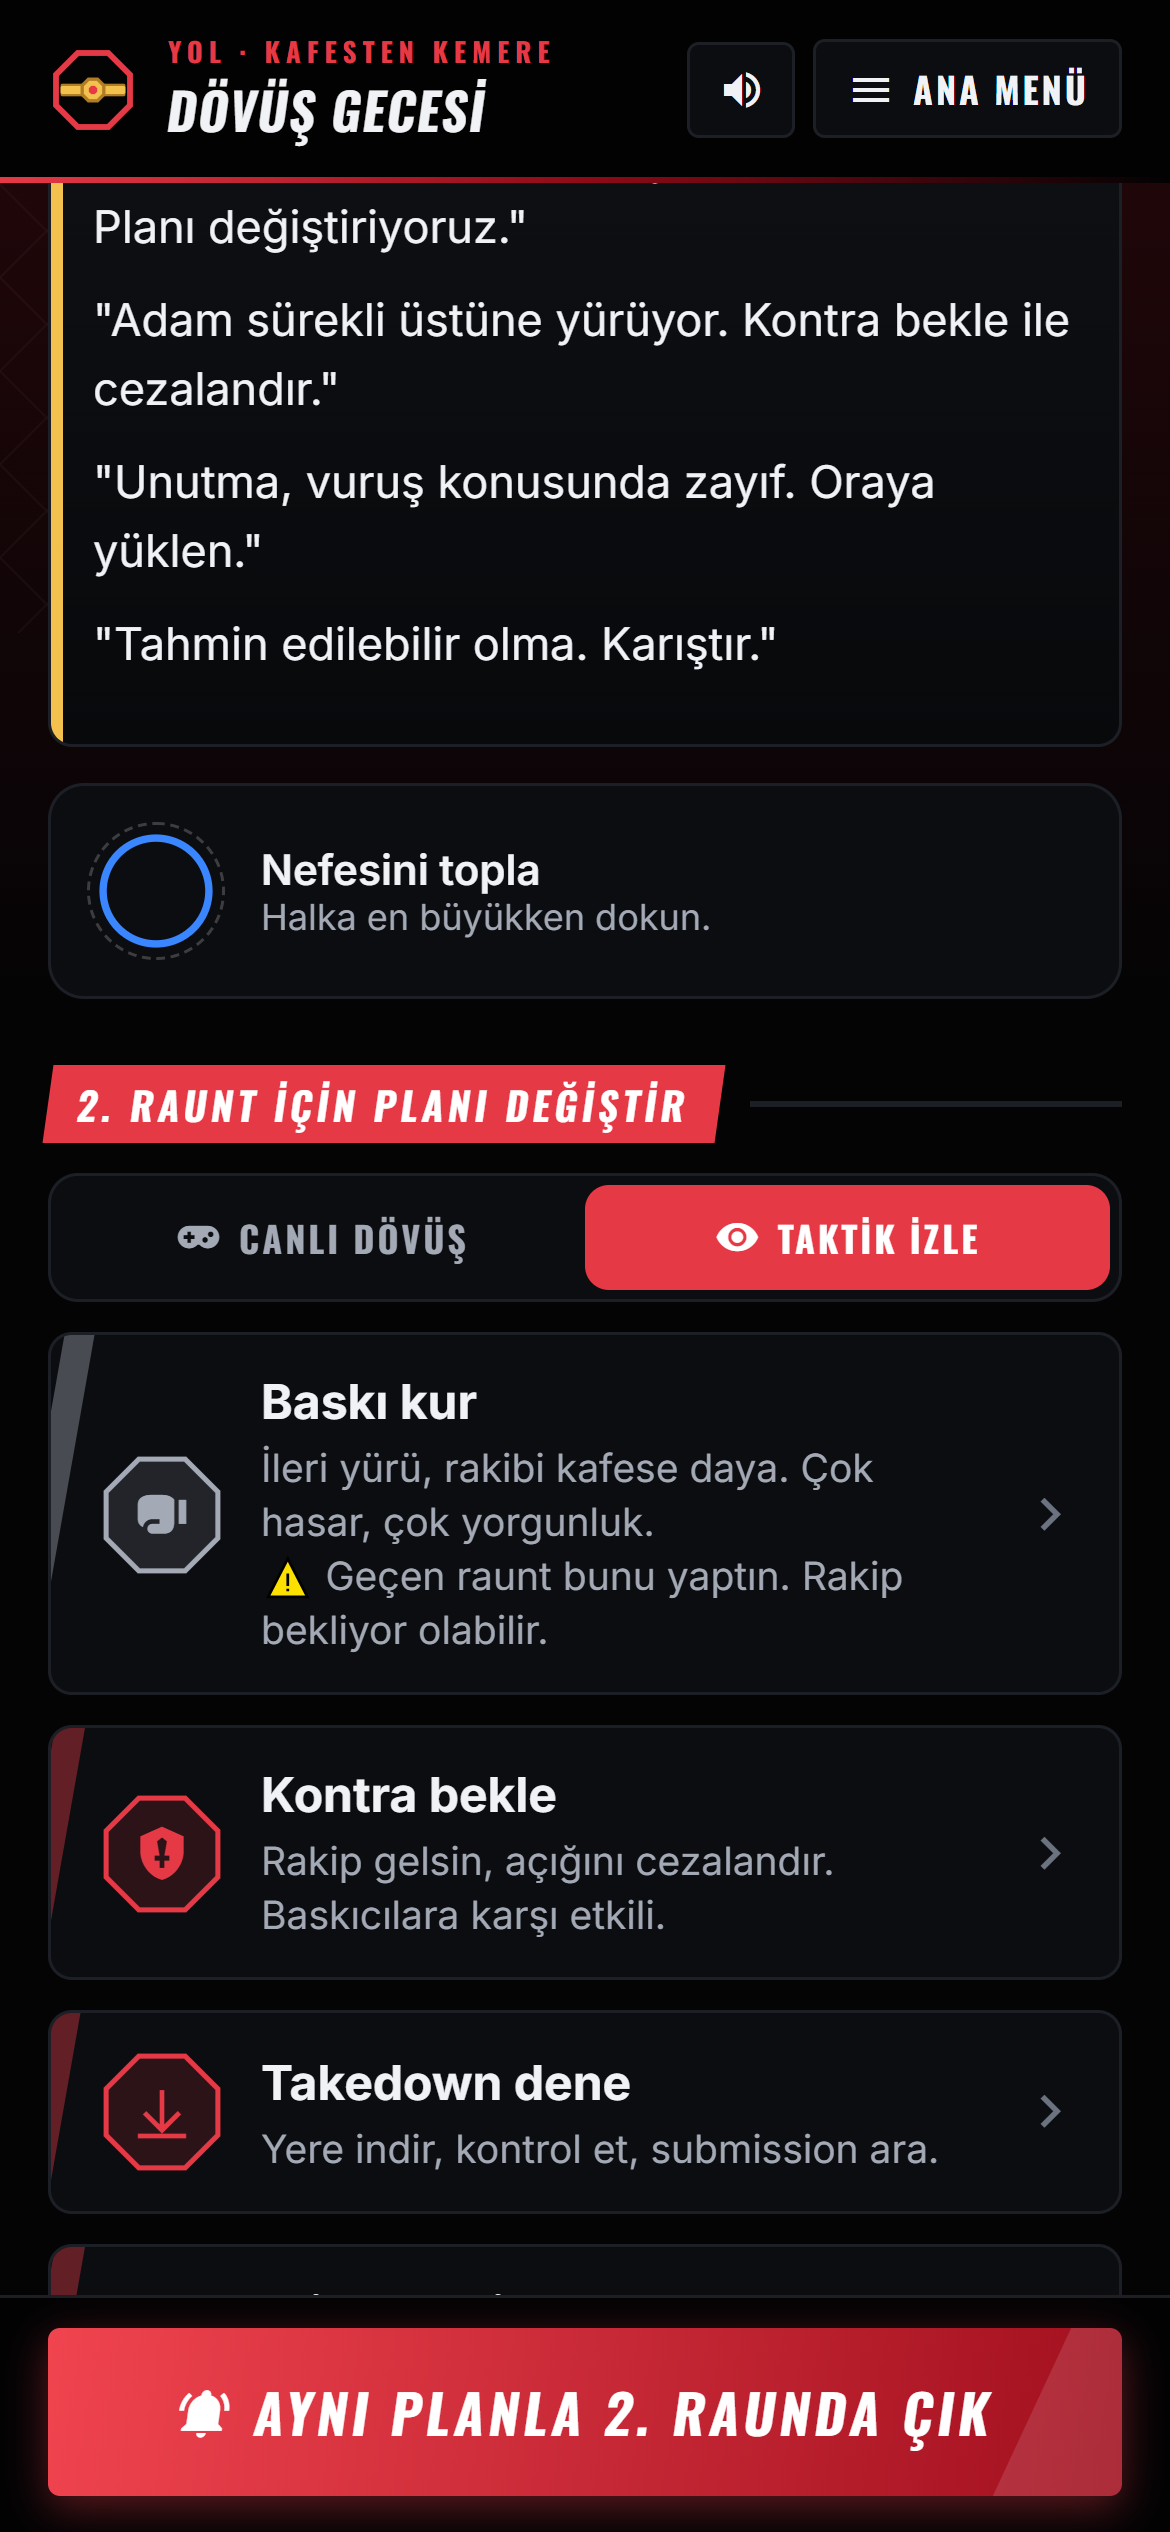 YOL · KAFESTEN KEMERE
DÖVÜŞ GECESİ
ANA MENÜ
Planı değiştiriyoruz."
"Adam sürekli üstüne yürüyor. Kontra bekle ile
cezalandır."
"Unutma, vuruş konusunda zayıf. Oraya
yüklen."
"Tahmin edilebilir olma. Karıştır."
Nefesini topla
Halka en büyükken dokun.
2. RAUNT İÇİN PLANI DEĞİŞTİR
CANLI DÖVÜŞ
TAKTİK İZLE
Baskı kur
İleri yürü, rakibi kafese daya. Çok
hasar, çok yorgunluk.
⚠️ Geçen raunt bunu yaptın. Rakip
bekliyor olabilir.
Kontra bekle
Rakip gelsin, açığını cezalandır.
Baskıcılara karşı etkili.
Takedown dene
Yere indir, kontrol et, submission ara.
AYNI PLANLA 2. RAUNDA ÇIK